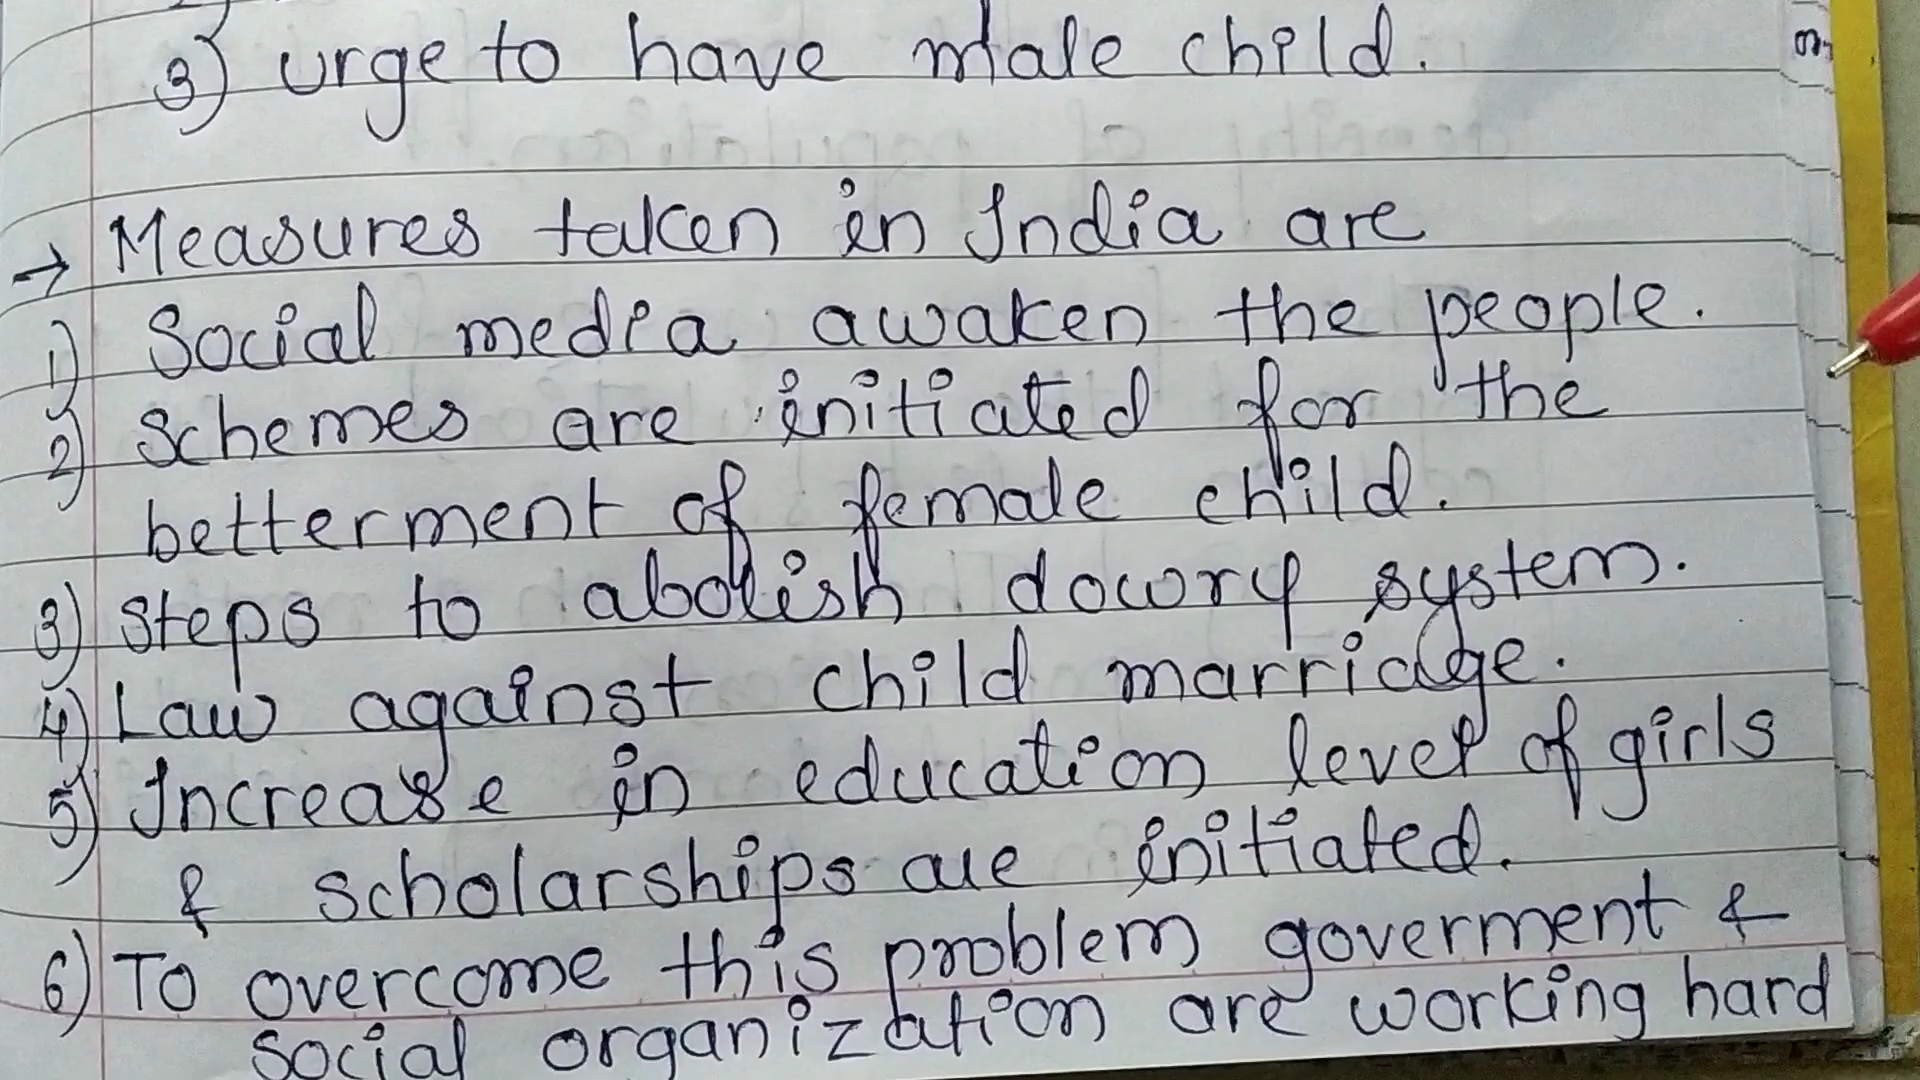 3) urge to have male child.
→ Measures taken in India are
1) Social media awaken the people.
2) Schemes are initiated for the
betterment of female child.
3) Steps to abolish dowry system.
4) Law against child marriage.
5) Increase in education level of girls
& scholarships are initiated.
6) To overcome this problem goverment &
social organization are working hard